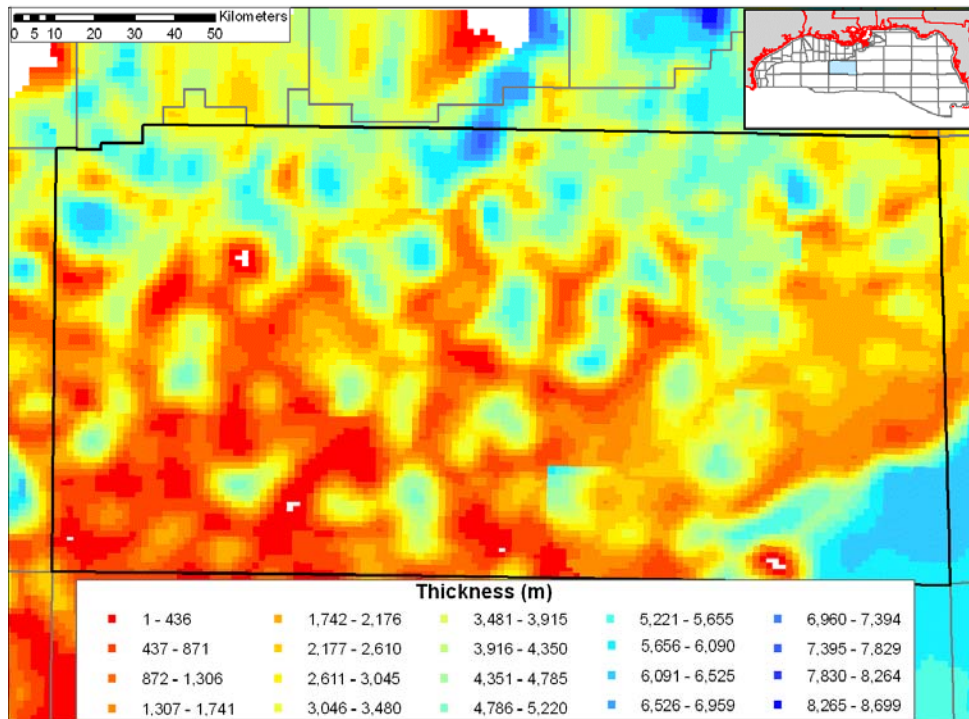 Kilometers
0 5 10 20 30 40 50
Thickness (m)
1 - 436 1,742 - 2,176 3,481 - 3,915 5,221 - 5,655 6,960 - 7,394
437 - 871 2,177 - 2,610 3,916 - 4,350 5,656 - 6,090 7,395 - 7,829
872 - 1,306 2,611 - 3,045 4,351 - 4,785 6,091 - 6,525 7,830 - 8,264
1,307 - 1,741 3,046 - 3,480 4,786 - 5,220 6,526 - 6,959 8,265 - 8,699